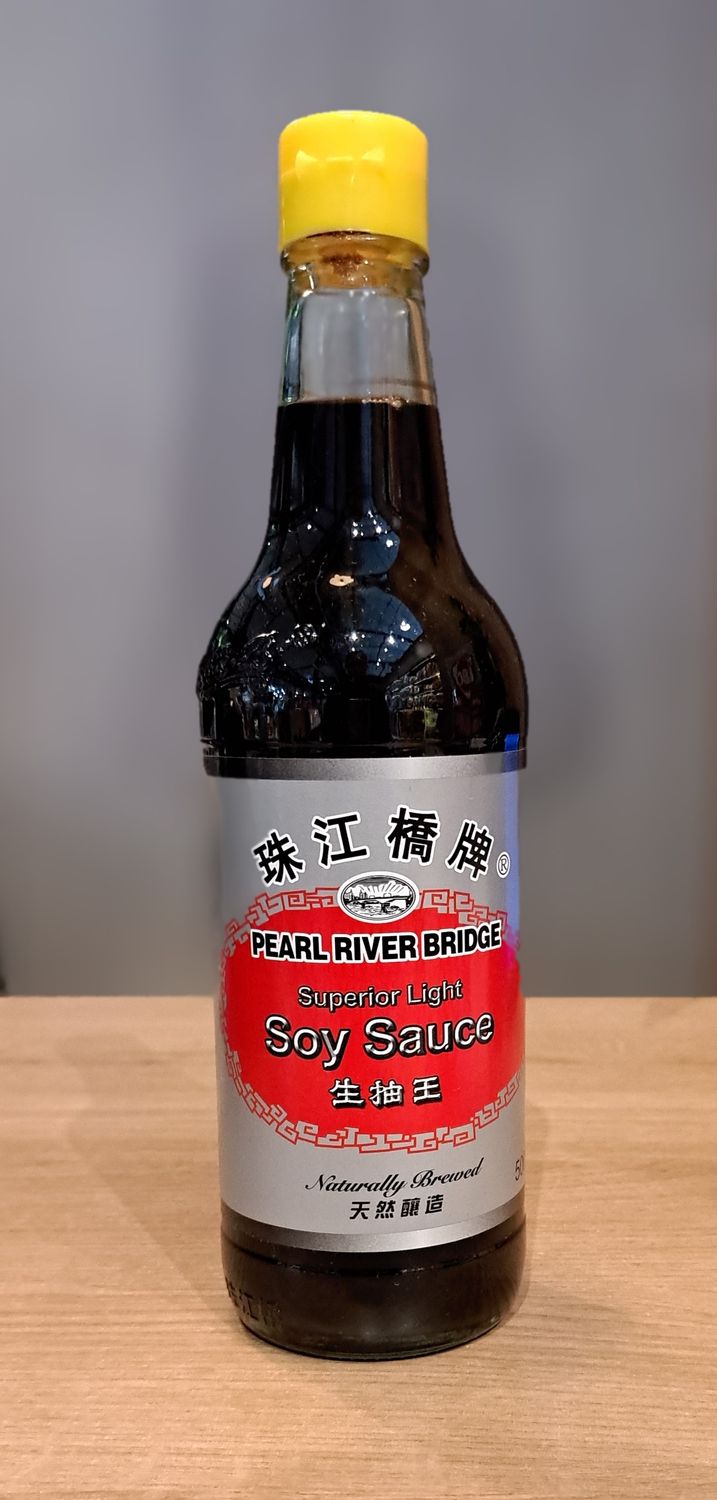 珠江橋牌®
PEARL RIVER BRIDGE
Superior Light
Soy Sauce
生抽王
Naturally Brewed
天然釀造